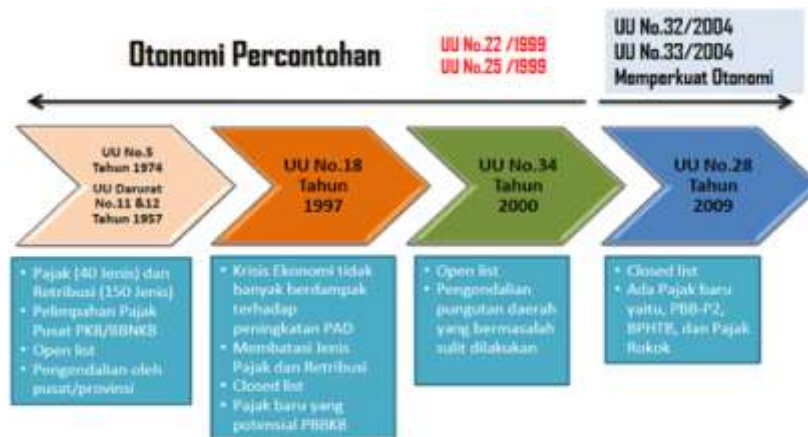 Otonomi Percontohan
UU No.22 /1999
UU No.25 /1999
UU No.32/2004
UU No.33/2004
Memperkuat Otonomi
UU No.5
Tahun 1974
UU Darurat
No.11 &12
Tahun 1957
UU No.18
Tahun
1997
UU No.34
Tahun
2000
UU No.28
Tahun
2009
• Pajak (40 Jenis) dan
Retribusi (150 Jenis)
• Pelimpahan Pajak
Pusat PKB/BBNKB
• Open list
• Pengendalian oleh
pusat/provinsi
• Krisis Ekonomi tidak
banyak berdampak
terhadap
peningkatan PAD
• Membatasi Jenis
Pajak dan Retribusi
• Closed list
• Pajak baru yang
potensial PBBKB
• Open list
• Pengendalian
pungutan daerah
yang bermasalah
sulit dilakukan
• Closed list
• Ada Pajak baru
yaitu, PBB-P2,
BPHTB, dan Pajak
Rokok